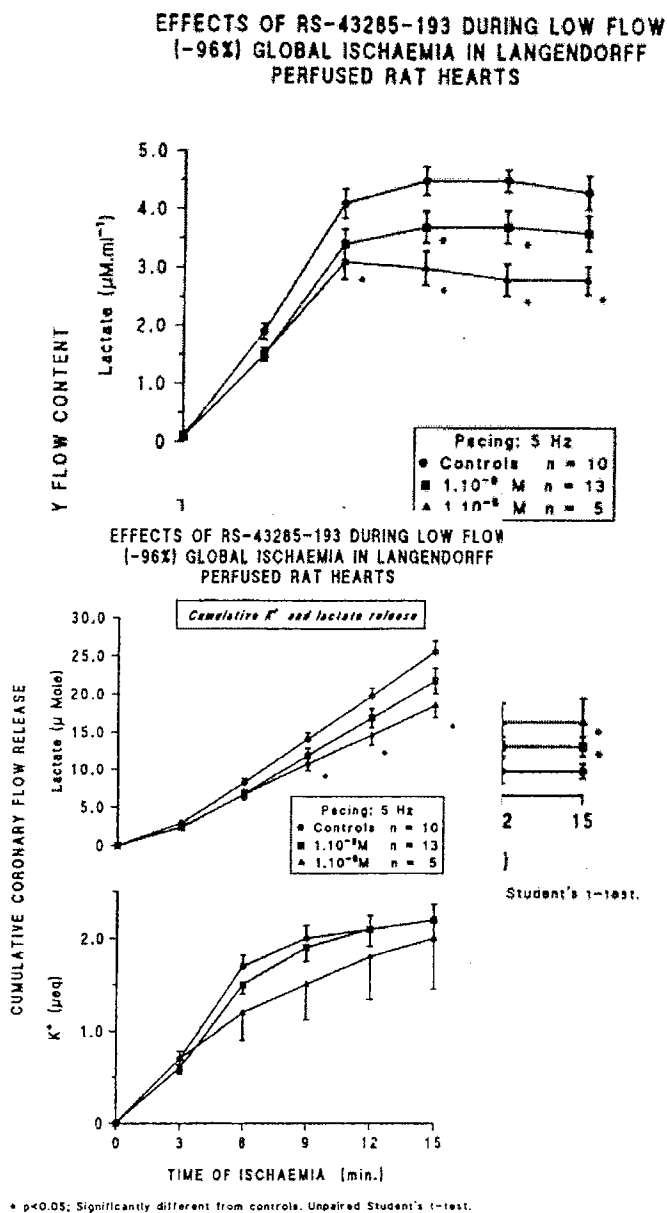 EFFECTS OF RS-43285-193 DURING LOW FLOW
(-96%) GLOBAL ISCHAEMIA IN LANGENDORFF
PERFUSED RAT HEARTS
5.0
4.0
3.0
2.0
1.0
0
Lactate (µM.ml⁻¹)
Y FLOW CONTENT
*
*
*
*
*
*
Pacing: 5 Hz
Controls n = 10
M n = 13
M n = 5
EFFECTS OF RS-43285-193 DURING LOW FLOW
(-96%) GLOBAL ISCHAEMIA IN LANGENDORFF
PERFUSED RAT HEARTS
Cumulative K⁺ and lactate release
30.0
25.0
20.0
15.0
10.0
5.0
0
Lactate (µ Mole)
CUMULATIVE CORONARY FLOW RELEASE
*
*
*
Pacing: 5 Hz
Controls n = 10
n = 13
n = 5
*
*
2 15
)
Student's t-test.
2.0
1.0
0
K⁺ (µeq)
0 3 6 9 12 15
TIME OF ISCHAEMIA (min.)
* p<0.05; Significantly different from controls. Unpaired Student's t-test.